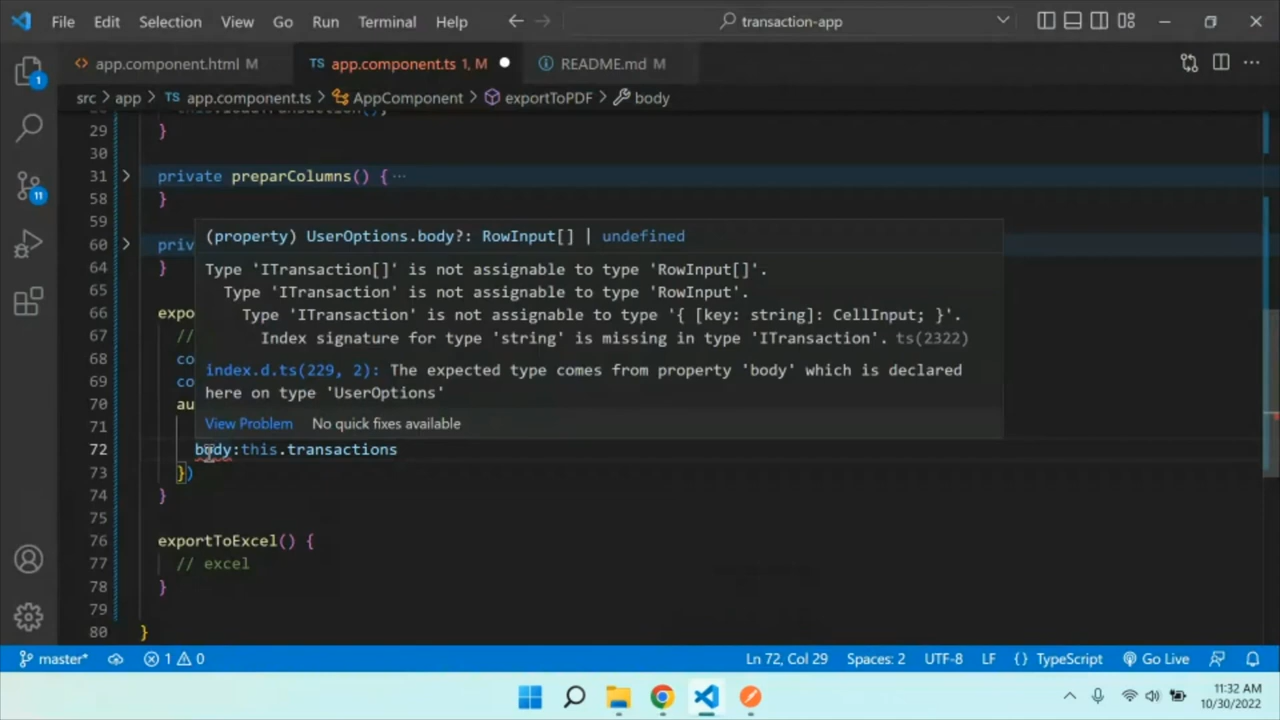 File Edit Selection View Go Run Terminal Help transaction-app
app.component.html M app.component.ts 1, M README.md M
src > app > TS app.component.ts > AppComponent > exportToPDF > body
29 }
30
31 private preparColumns() { ···
58 }
59
60 priv
64 }
65
66 expo
67 //
68 co
69 co
70 au
71
72 body:this.transactions
73 })
74 }
75
76 exportToExcel() {
77 // excel
78 }
79
80 }
(property) UserOptions.body?: RowInput[] | undefined
Type 'ITransaction[]' is not assignable to type 'RowInput[]'.
Type 'ITransaction' is not assignable to type 'RowInput'.
Type 'ITransaction' is not assignable to type '{ [key: string]: CellInput; }'.
Index signature for type 'string' is missing in type 'ITransaction'. ts(2322)
index.d.ts(229, 2): The expected type comes from property 'body' which is declared
here on type 'UserOptions'
View Problem No quick fixes available
1
11
master* 1 0 Ln 72, Col 29 Spaces: 2 UTF-8 LF {} TypeScript Go Live
11:32 AM
10/30/2022